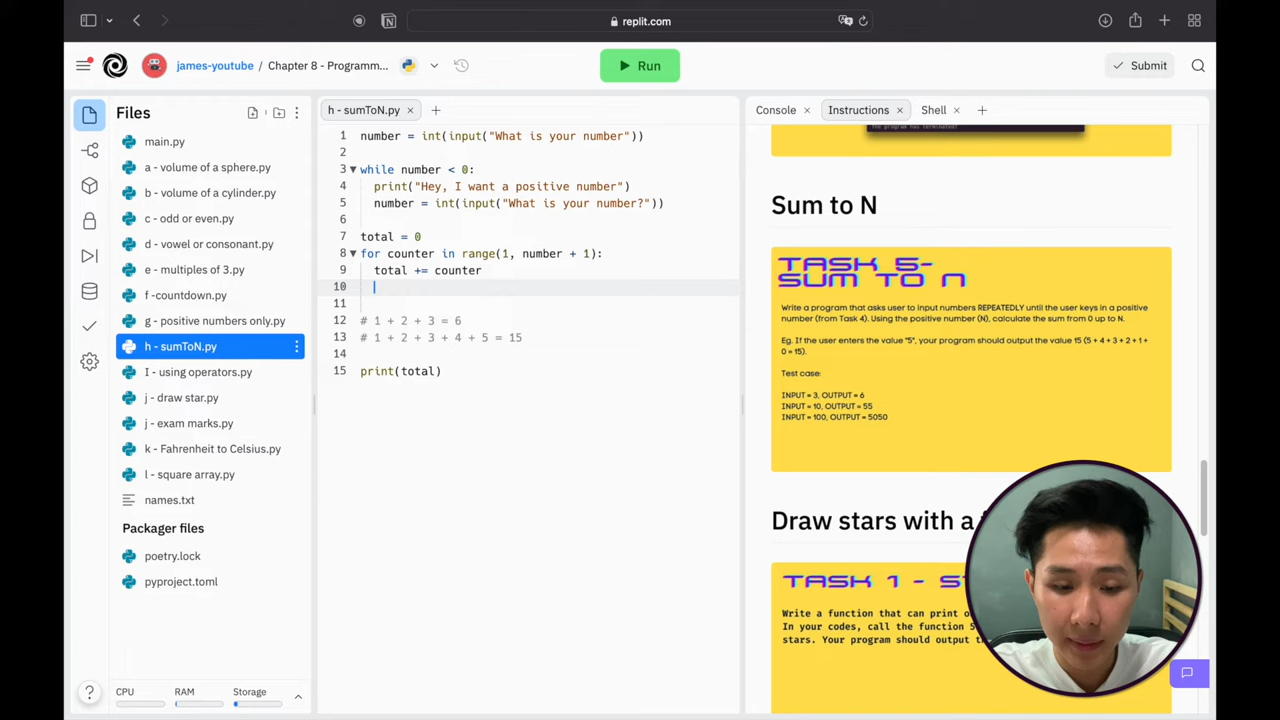 replit.com
james-youtube / Chapter 8 - Programm...
Run
Submit
Files
main.py
a - volume of a sphere.py
b - volume of a cylinder.py
c - odd or even.py
d - vowel or consonant.py
e - multiples of 3.py
f -countdown.py
g - positive numbers only.py
h - sumToN.py
I - using operators.py
j - draw star.py
j - exam marks.py
k - Fahrenheit to Celsius.py
l - square array.py
names.txt
Packager files
poetry.lock
pyproject.toml
?
CPU
RAM
Storage
h - sumToN.py
1 number = int(input("What is your number"))
2
3 while number < 0:
4 print("Hey, I want a positive number")
5 number = int(input("What is your number?"))
6
7 total = 0
8 for counter in range(1, number + 1):
9 total += counter
10
11
12 # 1 + 2 + 3 = 6
13 # 1 + 2 + 3 + 4 + 5 = 15
14
15 print(total)
Console
Instructions
Shell
The program has terminated!
Sum to N
TASK 5-
SUM TO N
Write a program that asks user to input numbers REPEATEDLY until the user keys in a positive
number (from Task 4). Using the positive number (N), calculate the sum from 0 up to N.
Eg. If the user enters the value "5", your program should output the value 15 (5 + 4 + 3 + 2 + 1 +
0 = 15).
Test case:
INPUT = 3, OUTPUT = 6
INPUT = 10, OUTPUT = 55
INPUT = 100, OUTPUT = 5050
Draw stars with a
TASK 1 - S
Write a function that can print
In your codes, call the function 5
stars. Your program should output